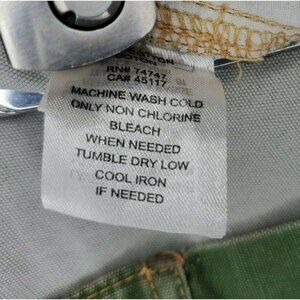 COTTON
RN# 74747
CA# 45117
MACHINE WASH COLD
ONLY NON CHLORINE
BLEACH
WHEN NEEDED
TUMBLE DRY LOW
COOL IRON
IF NEEDED